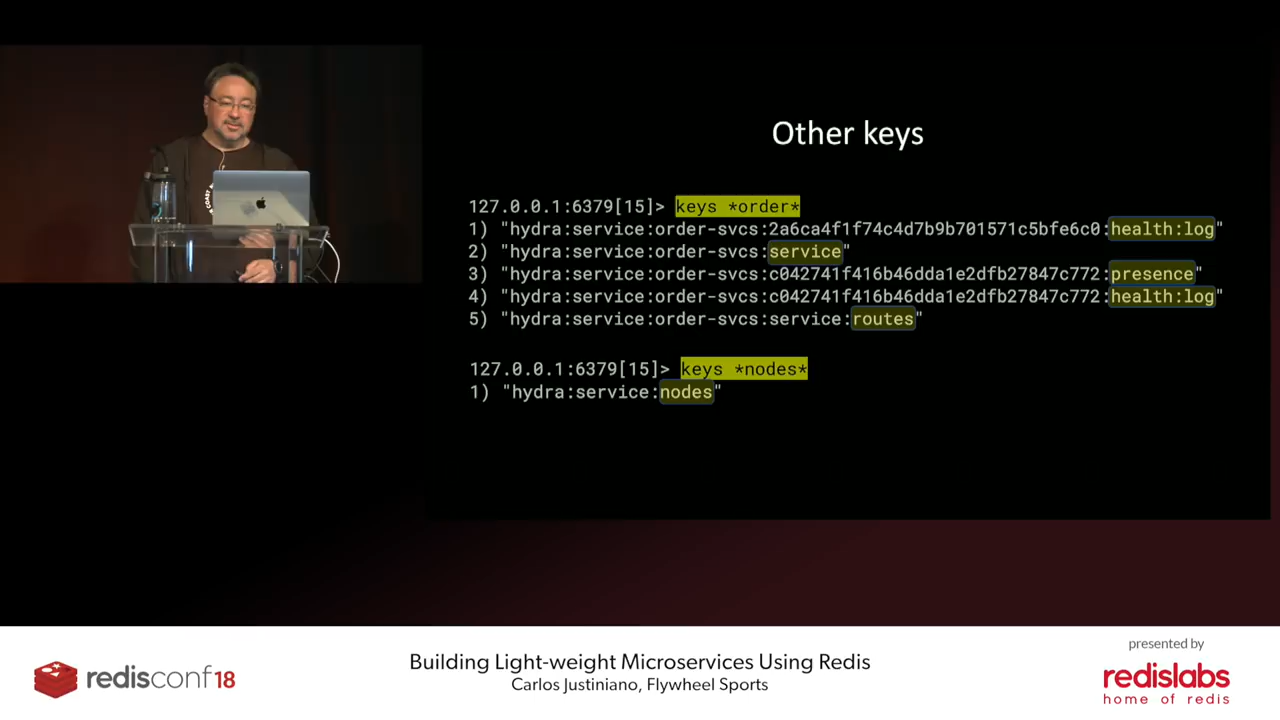 Other keys
127.0.0.1:6379[15]> keys *order*
1) "hydra:service:order-svcs:2a6ca4f1f74c4d7b9b701571c5bfe6c0:health:log"
2) "hydra:service:order-svcs:service"
3) "hydra:service:order-svcs:c042741f416b46dda1e2dfb27847c772:presence"
4) "hydra:service:order-svcs:c042741f416b46dda1e2dfb27847c772:health:log"
5) "hydra:service:order-svcs:service:routes"
127.0.0.1:6379[15]> keys *nodes*
1) "hydra:service:nodes"
redisconf18
Building Light-weight Microservices Using Redis
Carlos Justiniano, Flywheel Sports
presented by
redislabs
home of redis